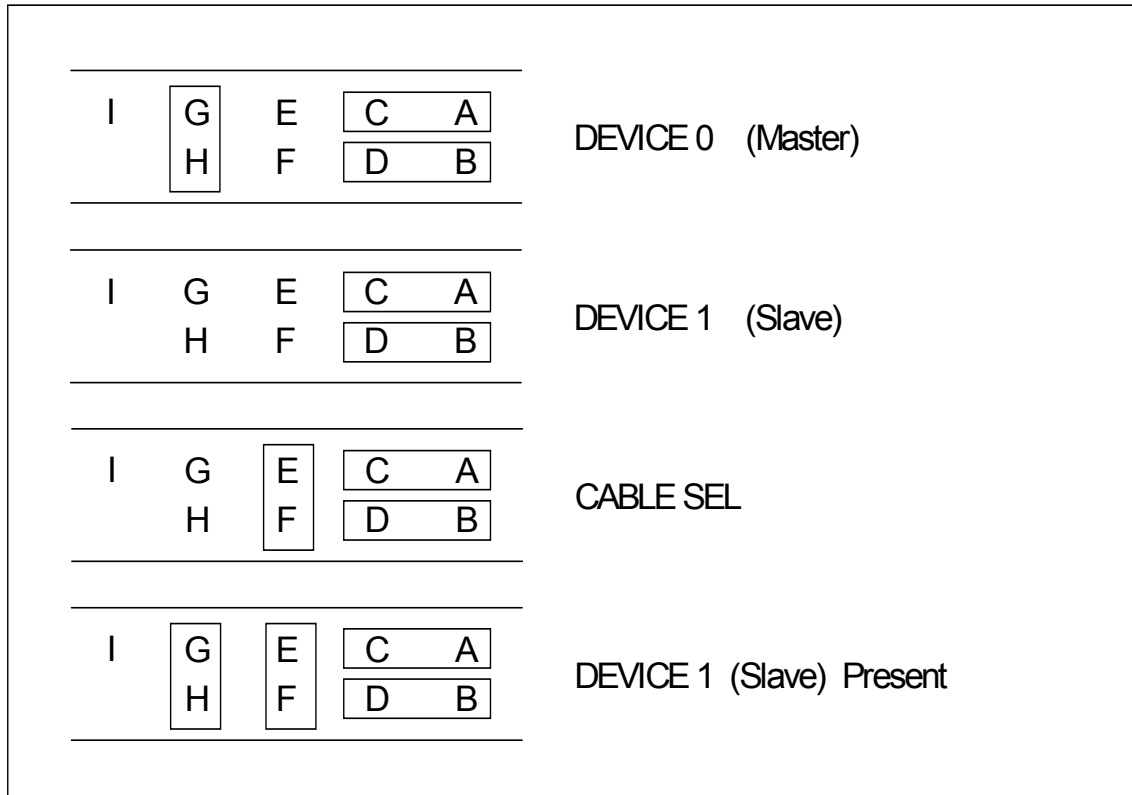 I G E C A
H F D B
DEVICE 0 (Master)
I G E C A
H F D B
DEVICE 1 (Slave)
I G E C A
H F D B
CABLE SEL
I G E C A
H F D B
DEVICE 1 (Slave) Present